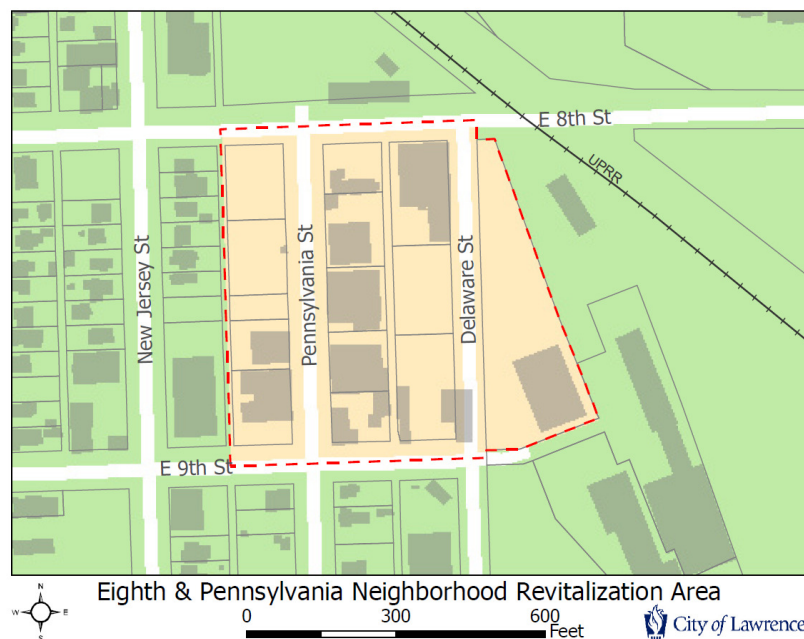 E 8th St
UPRR
New Jersey St
Pennsylvania St
Delaware St
E 9th St
Eighth & Pennsylvania Neighborhood Revitalization Area
N
W E
S
0 300 600
Feet
City of Lawrence